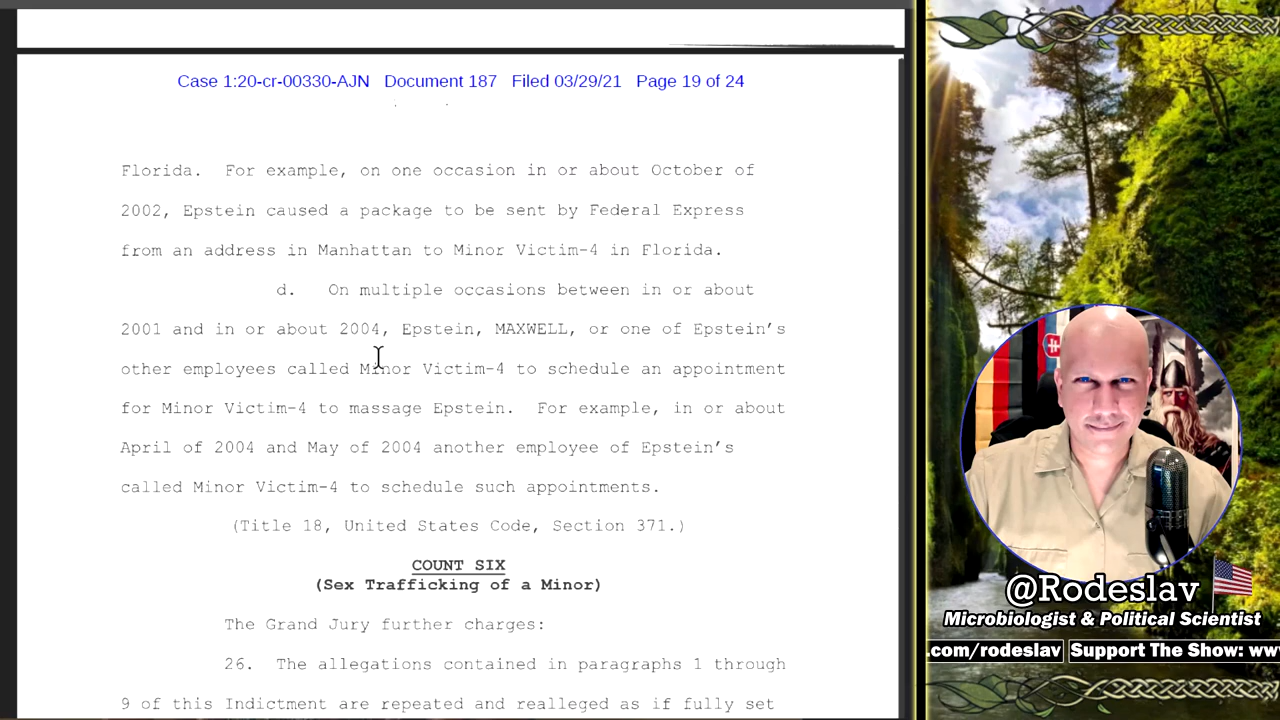 Case 1:20-cr-00330-AJN Document 187 Filed 03/29/21 Page 19 of 24
Florida. For example, on one occasion in or about October of
2002, Epstein caused a package to be sent by Federal Express
from an address in Manhattan to Minor Victim-4 in Florida.
d. On multiple occasions between in or about
2001 and in or about 2004, Epstein, MAXWELL, or one of Epstein's
other employees called Minor Victim-4 to schedule an appointment
for Minor Victim-4 to massage Epstein. For example, in or about
April of 2004 and May of 2004 another employee of Epstein's
called Minor Victim-4 to schedule such appointments.
(Title 18, United States Code, Section 371.)
COUNT SIX
(Sex Trafficking of a Minor)
The Grand Jury further charges:
26. The allegations contained in paragraphs 1 through
9 of this Indictment are repeated and realleged as if fully set
@Rodeslav
Microbiologist & Political Scientist
.com/rodeslav Support The Show: www